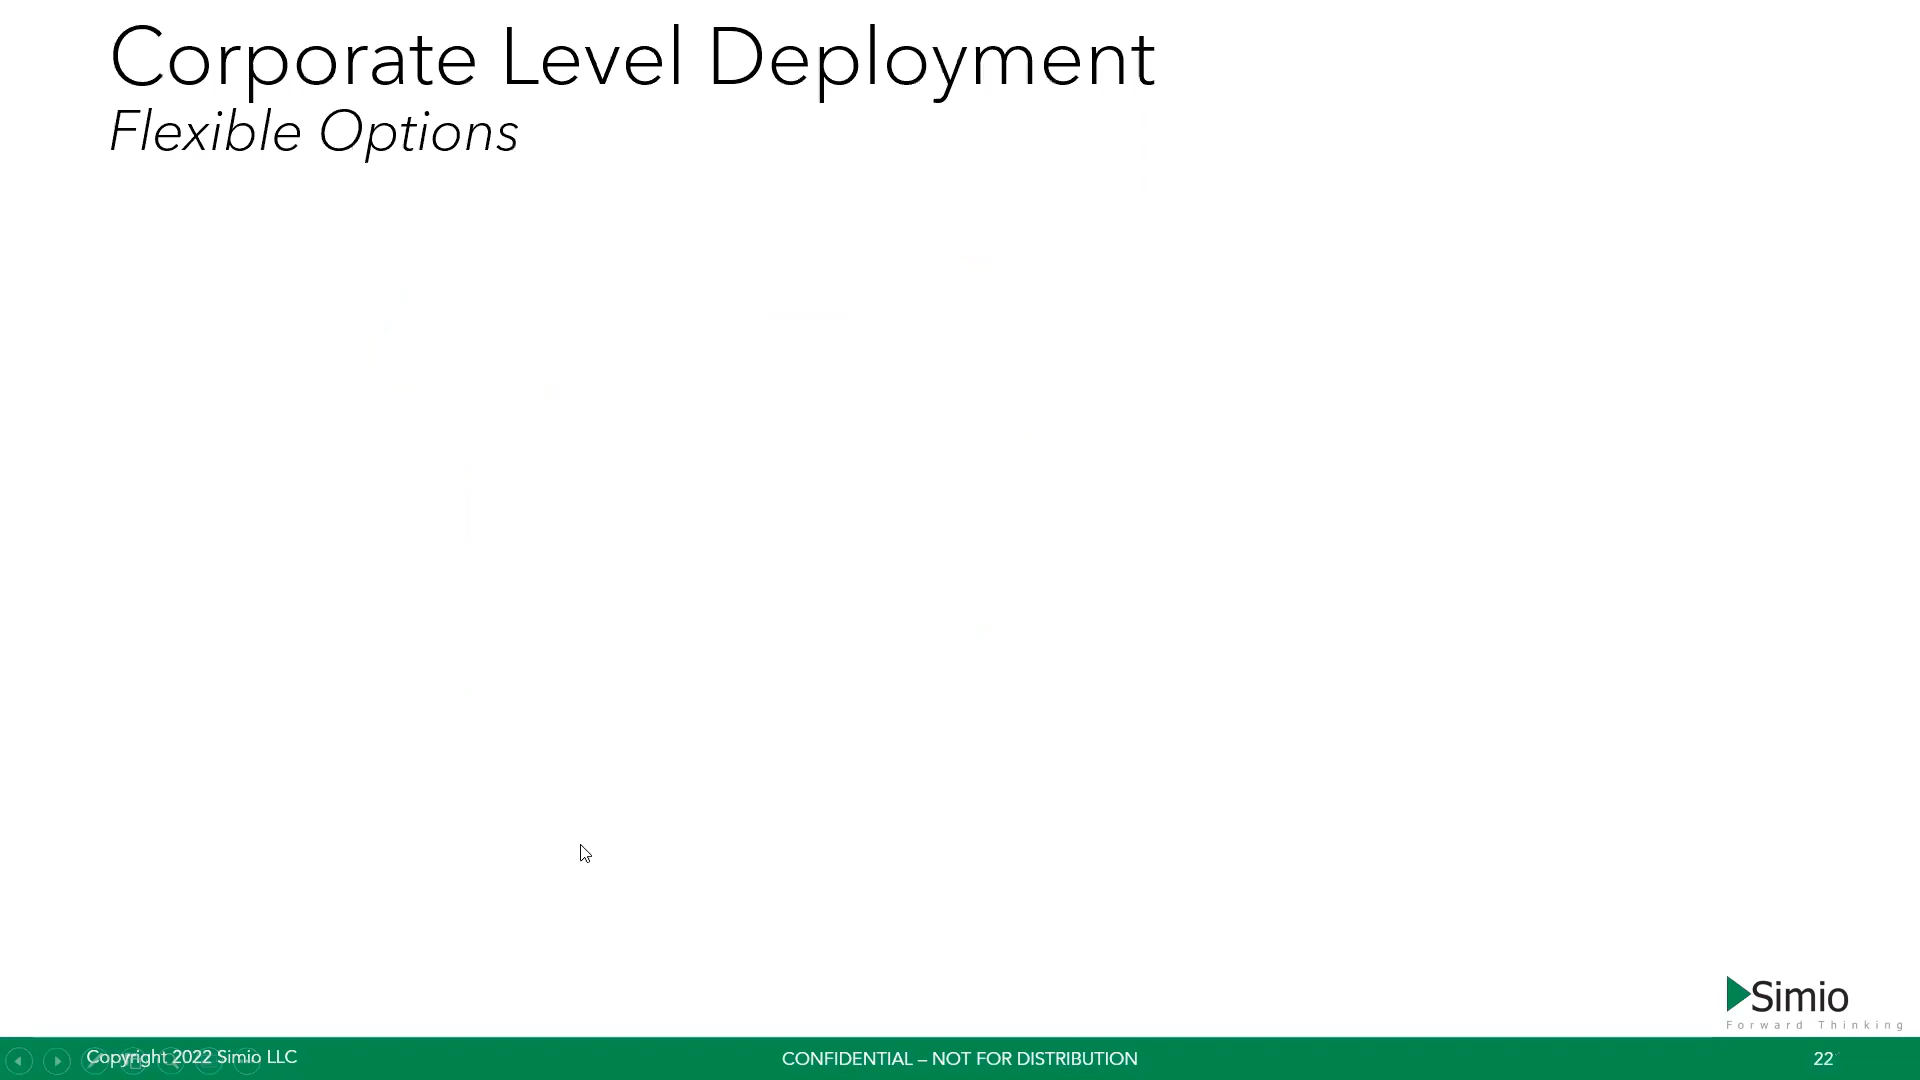 Corporate Level Deployment
Flexible Options
Simio
Forward Thinking
Copyright 2022 Simio LLC
CONFIDENTIAL – NOT FOR DISTRIBUTION
22